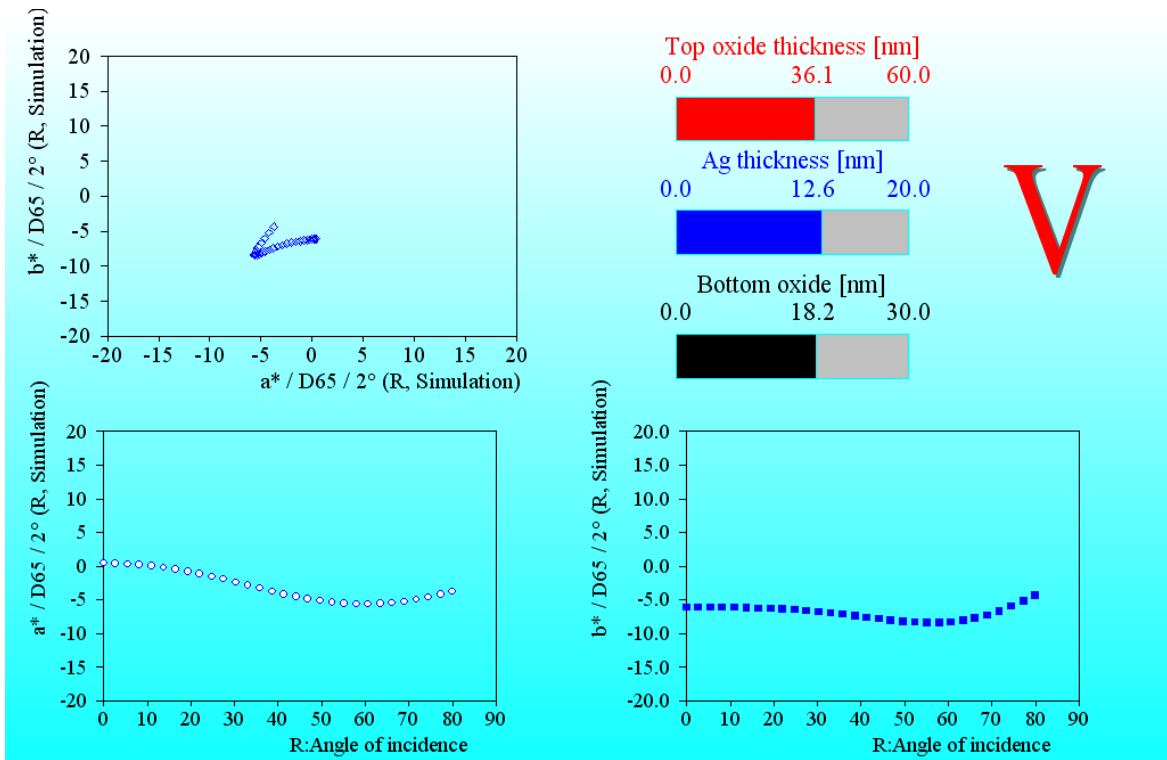 20
15
10
5
0
-5
-10
-15
20
-20 -15 -10 -5 0 5 10 15 20
b* / D65 / 2° (R, Simulation)
a* / D65 / 2° (R, Simulation)
Top oxide thickness [nm]
0.0 36.1 60.0
Ag thickness [nm]
0.0 12.6 20.0
Bottom oxide [nm]
0.0 18.2 30.0
V
20
15
10
5
0
-5
-10
-15
20
0 10 20 30 40 50 60 70 80 90
a* / D65 / 2° (R, Simulation)
R:Angle of incidence
20.0
15.0
10.0
5.0
0.0
-5.0
-10.0
-15.0
-20.0
0 10 20 30 40 50 60 70 80 90
b* / D65 / 2° (R, Simulation)
R:Angle of incidence